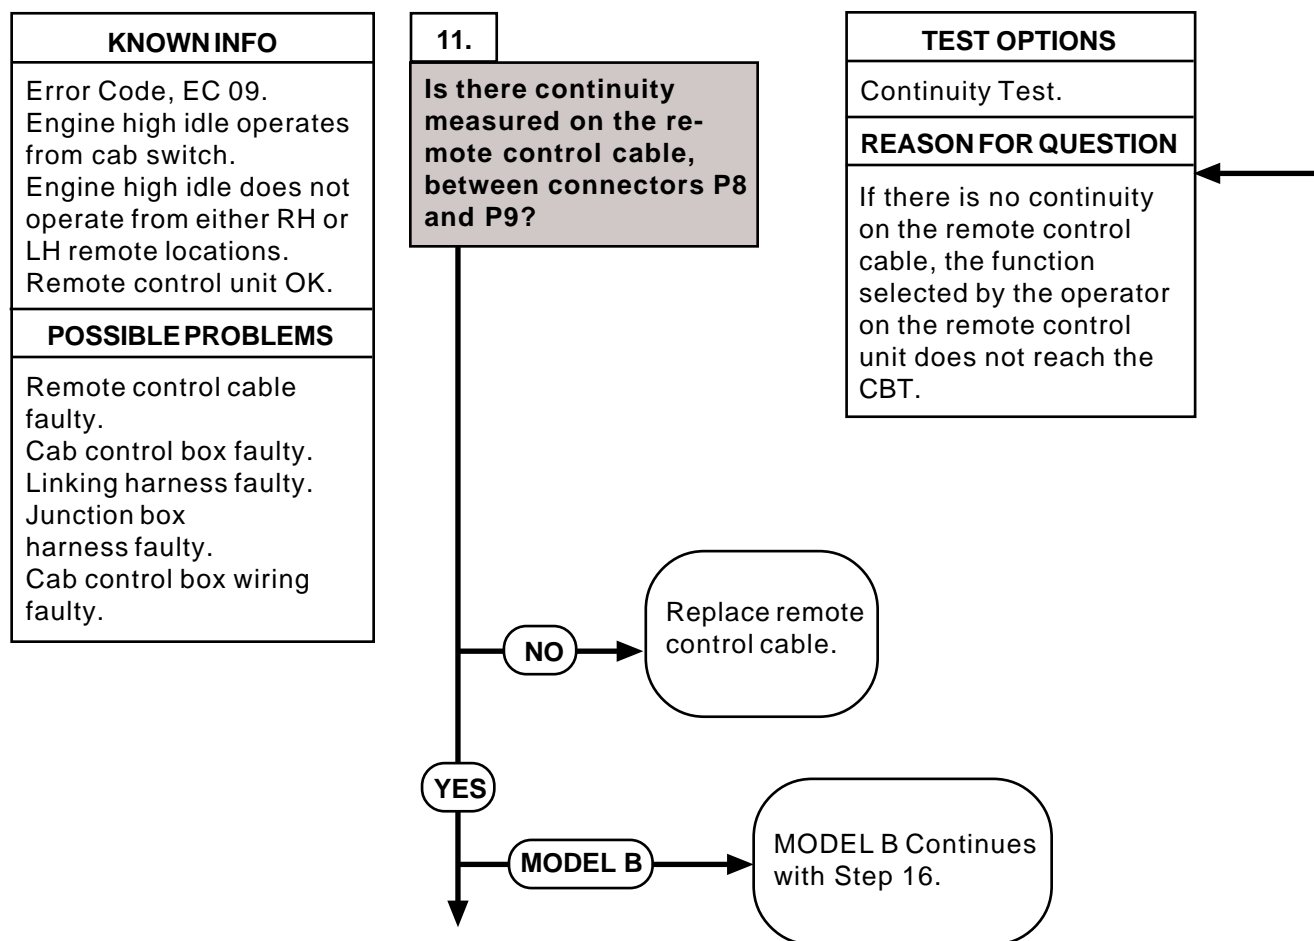 KNOWN INFO
Error Code, EC 09.
Engine high idle operates
from cab switch.
Engine high idle does not
operate from either RH or
LH remote locations.
Remote control unit OK.
POSSIBLE PROBLEMS
Remote control cable
faulty.
Cab control box faulty.
Linking harness faulty.
Junction box
harness faulty.
Cab control box wiring
faulty.
11.
Is there continuity
measured on the re-
mote control cable,
between connectors P8
and P9?
TEST OPTIONS
Continuity Test.
REASON FOR QUESTION
If there is no continuity
on the remote control
cable, the function
selected by the operator
on the remote control
unit does not reach the
CBT.
NO
Replace remote
control cable.
YES
MODEL B
MODEL B Continues
with Step 16.